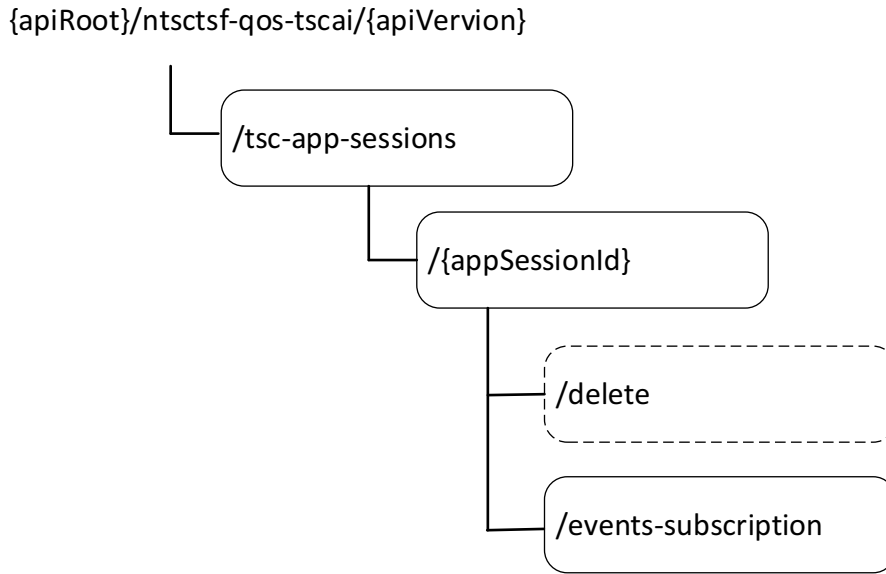 {apiRoot}/ntsctsf-qos-tscai/{apiVervion}
/tsc-app-sessions
/{appSessionId}
/delete
/events-subscription